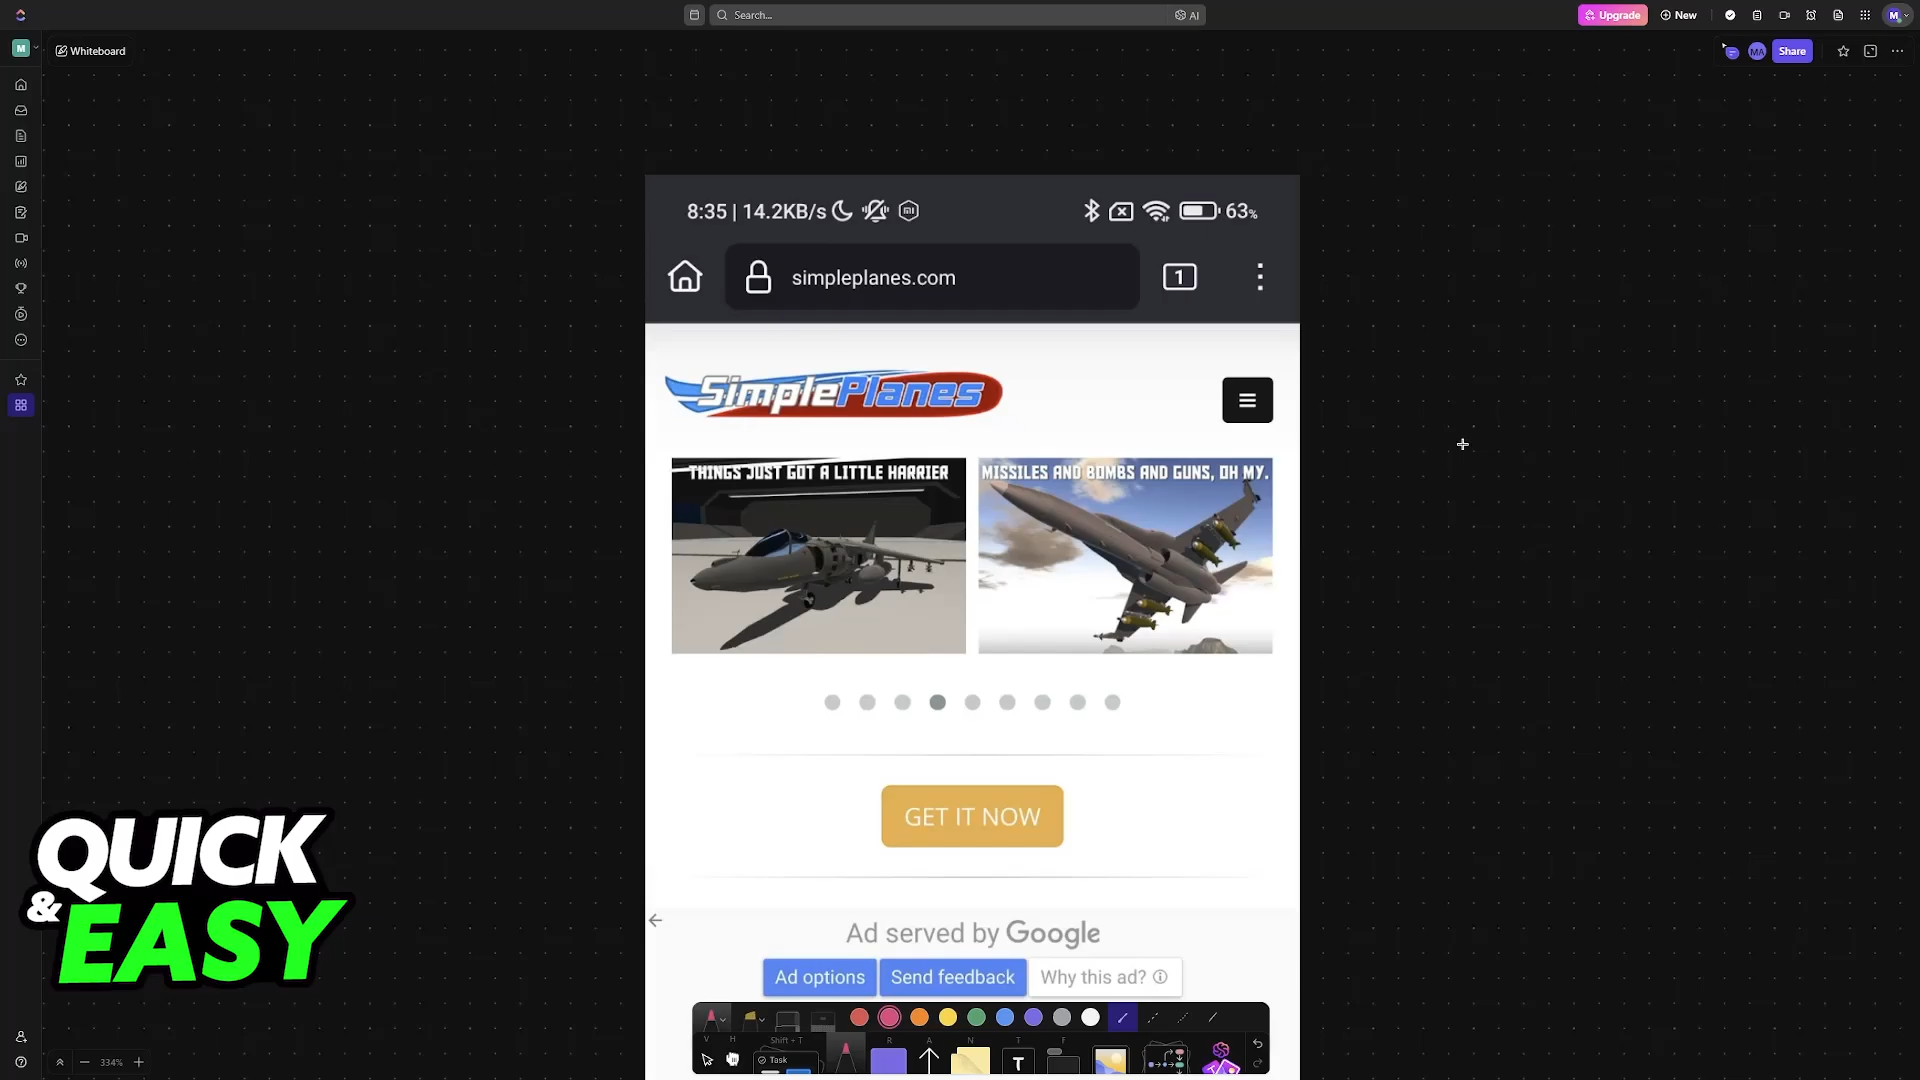 Search...
AI
Upgrade
New
M
M
Whiteboard
MA
Share
8:35 | 14.2KB/s
63%
simpleplanes.com
1
SimplePlanes
THINGS JUST GOT A LITTLE HARRIER
MISSILES AND BOMBS AND GUNS, OH MY.
GET IT NOW
QUICK
& EASY
Ad served by Google
Ad options
Send feedback
Why this ad?
V
H
Shift + T
R
A
N
T
F
Task
T
334%